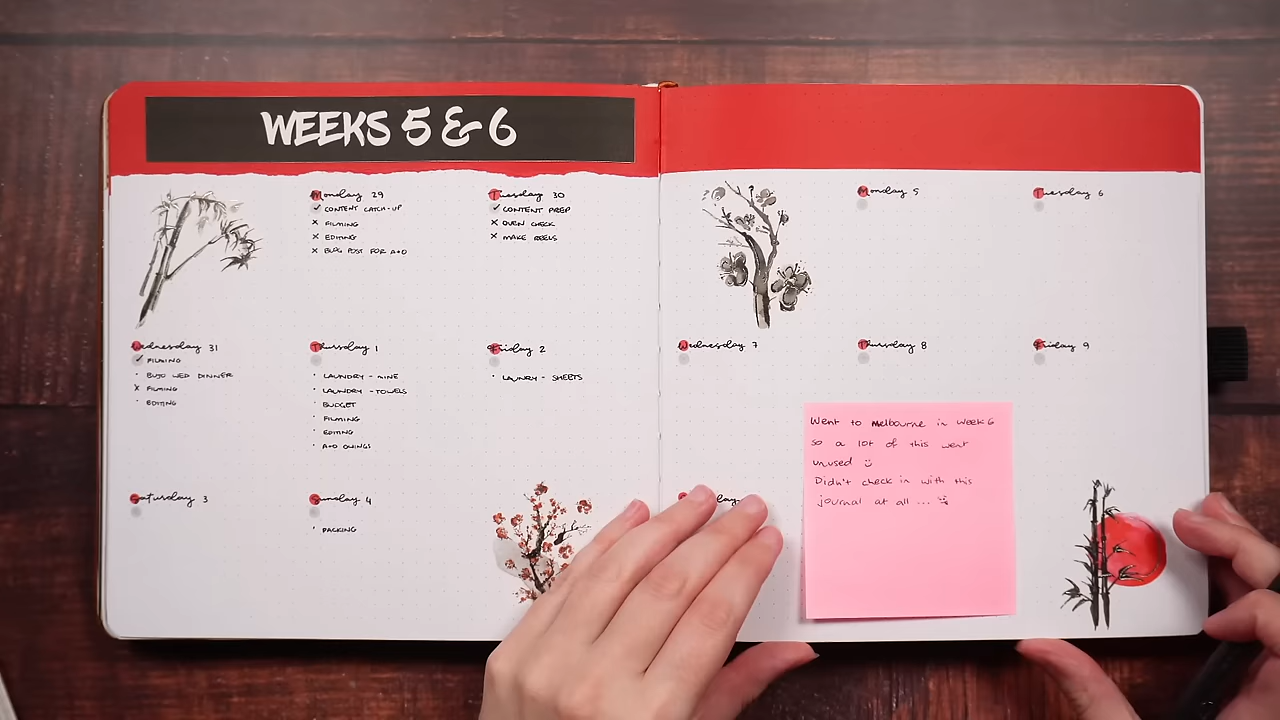 WEEKS 5 & 6
Monday 29
✓ CONTENT CATCH-UP
× FILMING
× EDITING
× BLOG POST FOR A+O
Tuesday 30
✓ CONTENT PREP
× OVEN CHECK
× MAKE REELS
Wednesday 31
✓ FILMING
· BUJO WED DINNER
× FILMING
· EDITING
Thursday 1
· LAUNDRY - MINE
· LAUNDRY - TOWELS
· BUDGET
· FILMING
· EDITING
· A+O OWINGS
Friday 2
· LAUNRY - SHEETS
Saturday 3
Sunday 4
· PACKING
Monday 5
Tuesday 6
Wednesday 7
Thursday 8
Friday 9
Went to Melbourne in week 6
so a lot of this went
unused :)
Didn't check in with this
journal at all ...